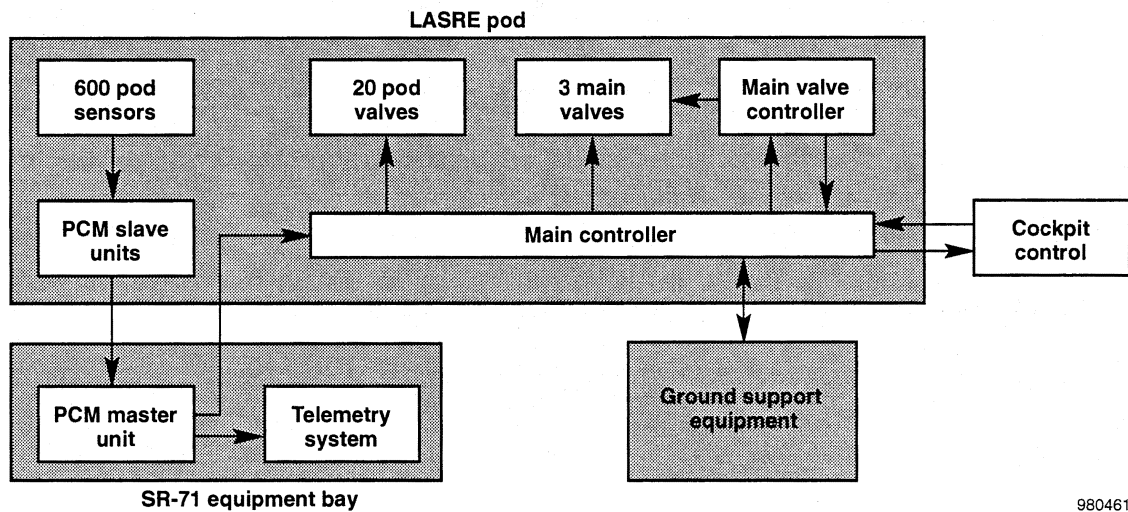 LASRE pod
600 pod
sensors
20 pod
valves
3 main
valves
Main valve
controller
PCM slave
units
Main controller
Cockpit
control
PCM master
unit
Telemetry
system
Ground support
equipment
SR-71 equipment bay
980461